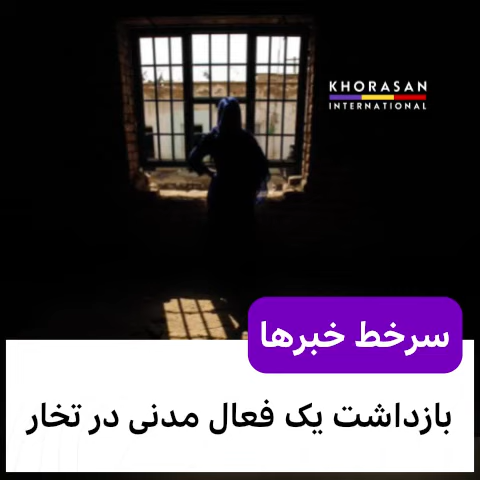 KHORASAN
INTERNATIONAL
سرخط خبرها
بازداشت یک فعال مدنی در تخار